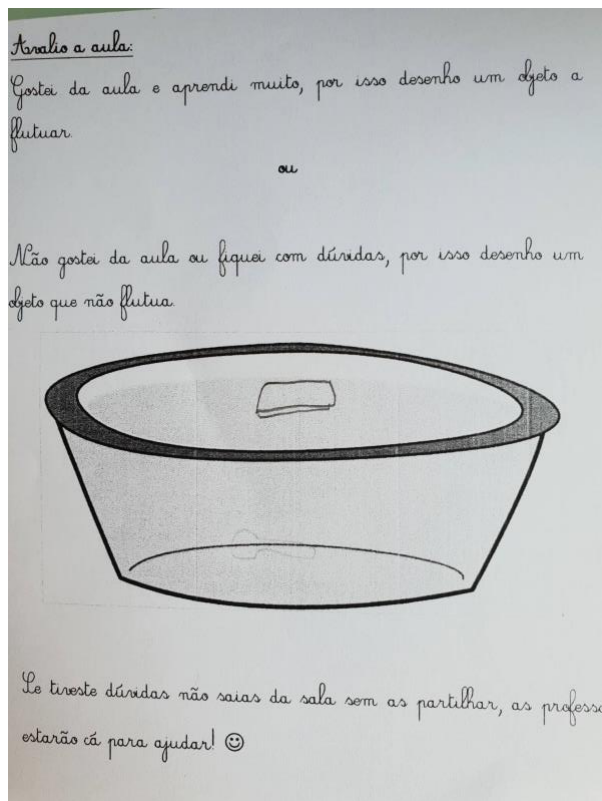 Avalio a aula:
Gostei da aula e aprendi muito, por isso desenho um objeto a
flutuar.
ou
Não gostei da aula ou fiquei com dúvidas, por isso desenho um
objeto que não flutua.
Se tiveste dúvidas não saias da sala sem as partilhar, as professo
estarão cá para ajudar! ☺